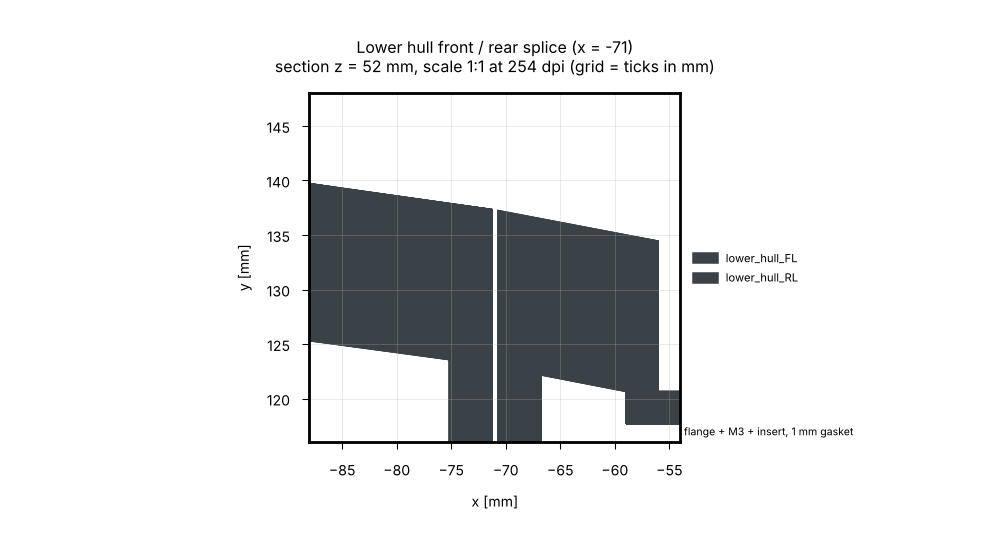 Lower hull front / rear splice (x = -71)
section z = 52 mm, scale 1:1 at 254 dpi (grid = ticks in mm)
145
140
135
130
125
120
y [mm]
lower_hull_FL
lower_hull_RL
flange + M3 + insert, 1 mm gasket
−85 −80 −75 −70 −65 −60 −55
x [mm]